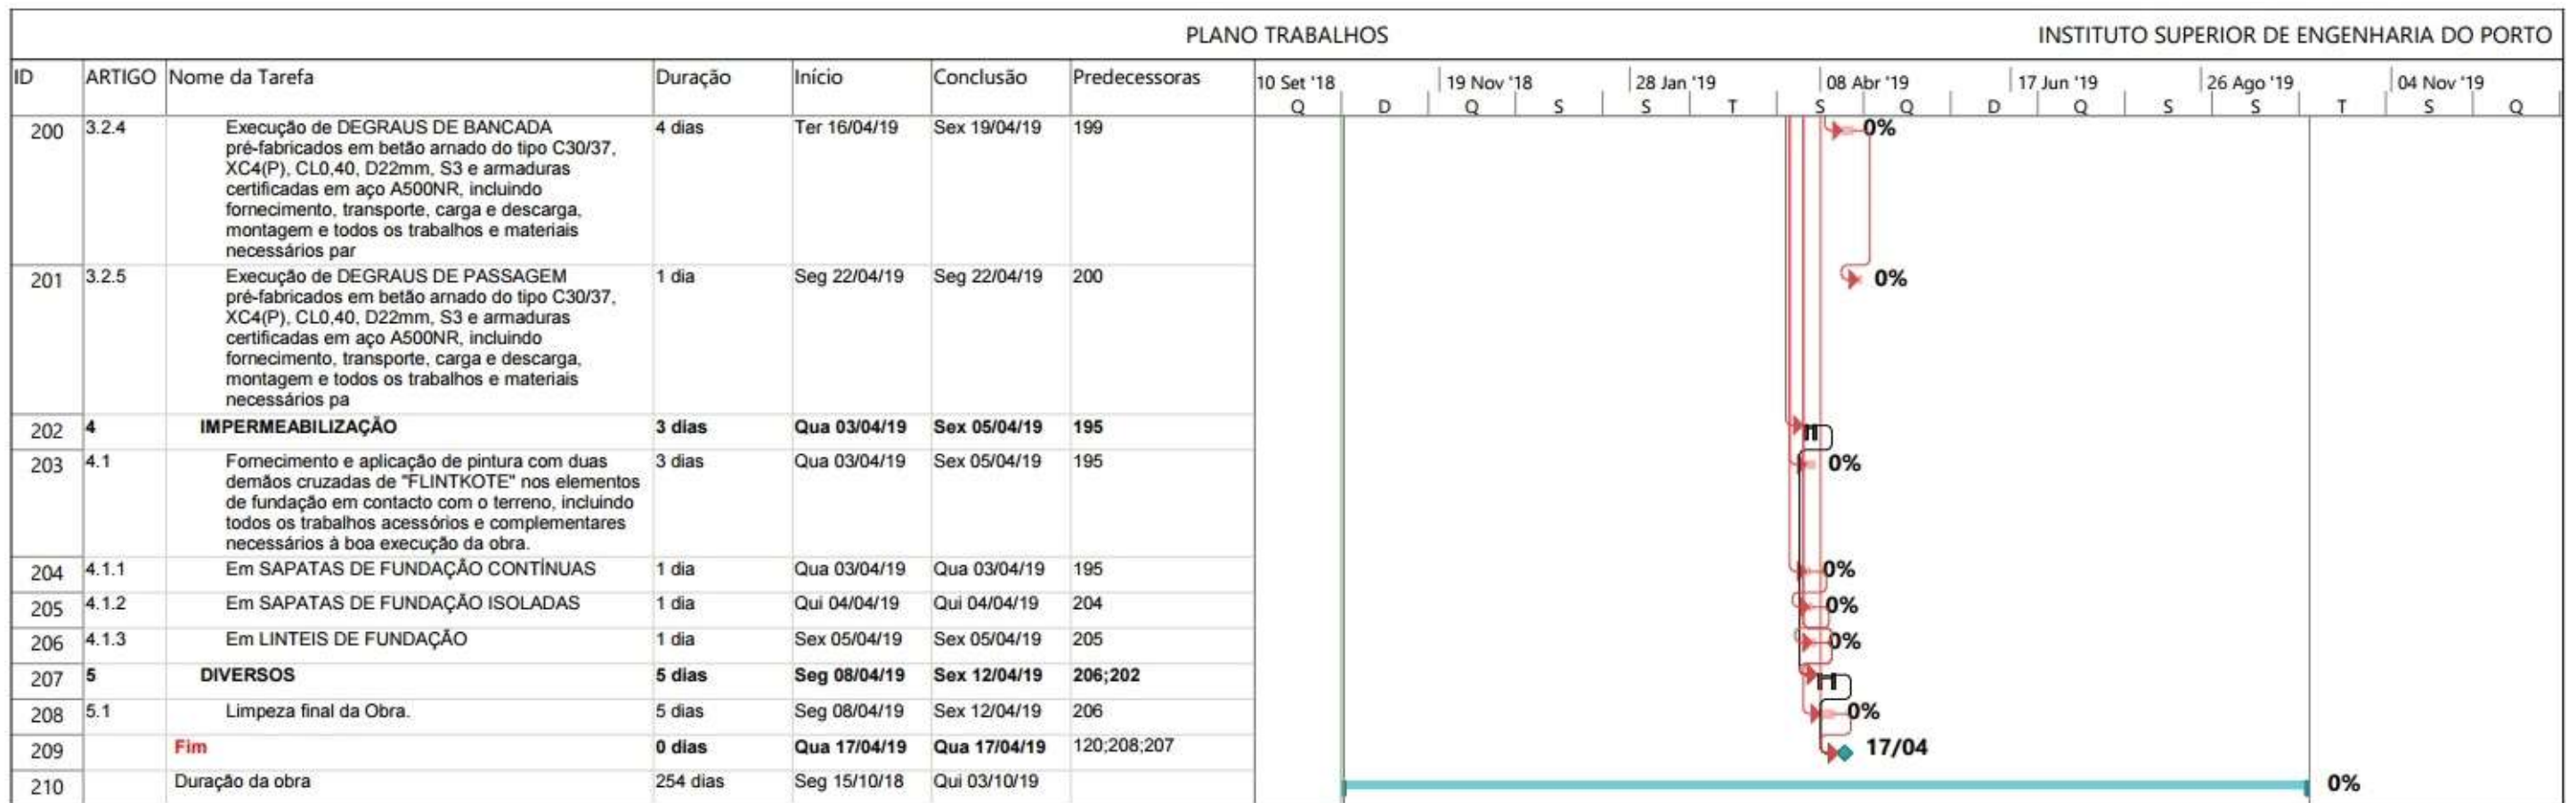 PLANO TRABALHOS
INSTITUTO SUPERIOR DE ENGENHARIA DO PORTO
ID ARTIGO Nome da Tarefa Duração Início Conclusão Predecessoras
10 Set '18 19 Nov '18 28 Jan '19 08 Abr '19 17 Jun '19 26 Ago '19 04 Nov '19
Q D Q S S T S Q D Q S S T S Q
200 3.2.4 Execução de DEGRAUS DE BANCADA 4 dias Ter 16/04/19 Sex 19/04/19 199 0%
pré-fabricados em betão arnado do tipo C30/37,
XC4(P), CL0,40, D22mm, S3 e armaduras
certificadas em aço A500NR, incluindo
fornecimento, transporte, carga e descarga,
montagem e todos os trabalhos e materiais
necessários par
201 3.2.5 Execução de DEGRAUS DE PASSAGEM 1 dia Seg 22/04/19 Seg 22/04/19 200 0%
pré-fabricados em betão arnado do tipo C30/37,
XC4(P), CL0,40, D22mm, S3 e armaduras
certificadas em aço A500NR, incluindo
fornecimento, transporte, carga e descarga,
montagem e todos os trabalhos e materiais
necessários pa
202 4 IMPERMEABILIZAÇÃO 3 dias Qua 03/04/19 Sex 05/04/19 195
203 4.1 Fornecimento e aplicação de pintura com duas 3 dias Qua 03/04/19 Sex 05/04/19 195 0%
demãos cruzadas de "FLINTKOTE" nos elementos
de fundação em contacto com o terreno, incluindo
todos os trabalhos acessórios e complementares
necessários à boa execução da obra.
204 4.1.1 Em SAPATAS DE FUNDAÇÃO CONTÍNUAS 1 dia Qua 03/04/19 Qua 03/04/19 195 0%
205 4.1.2 Em SAPATAS DE FUNDAÇÃO ISOLADAS 1 dia Qui 04/04/19 Qui 04/04/19 204 0%
206 4.1.3 Em LINTEIS DE FUNDAÇÃO 1 dia Sex 05/04/19 Sex 05/04/19 205 0%
207 5 DIVERSOS 5 dias Seg 08/04/19 Sex 12/04/19 206;202
208 5.1 Limpeza final da Obra. 5 dias Seg 08/04/19 Sex 12/04/19 206 0%
209 Fim 0 dias Qua 17/04/19 Qua 17/04/19 120;208;207 17/04
210 Duração da obra 254 dias Seg 15/10/18 Qui 03/10/19 0%